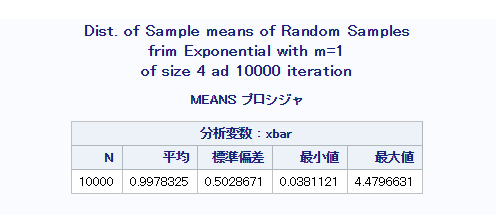 Dist. of Sample means of Random Samples
frim Exponential with m=1
of size 4 ad 10000 iteration
MEANS プロシジャ
分析変数 : xbar
N 平均 標準偏差 最小値 最大値
10000 0.9978325 0.5028671 0.0381121 4.4796631